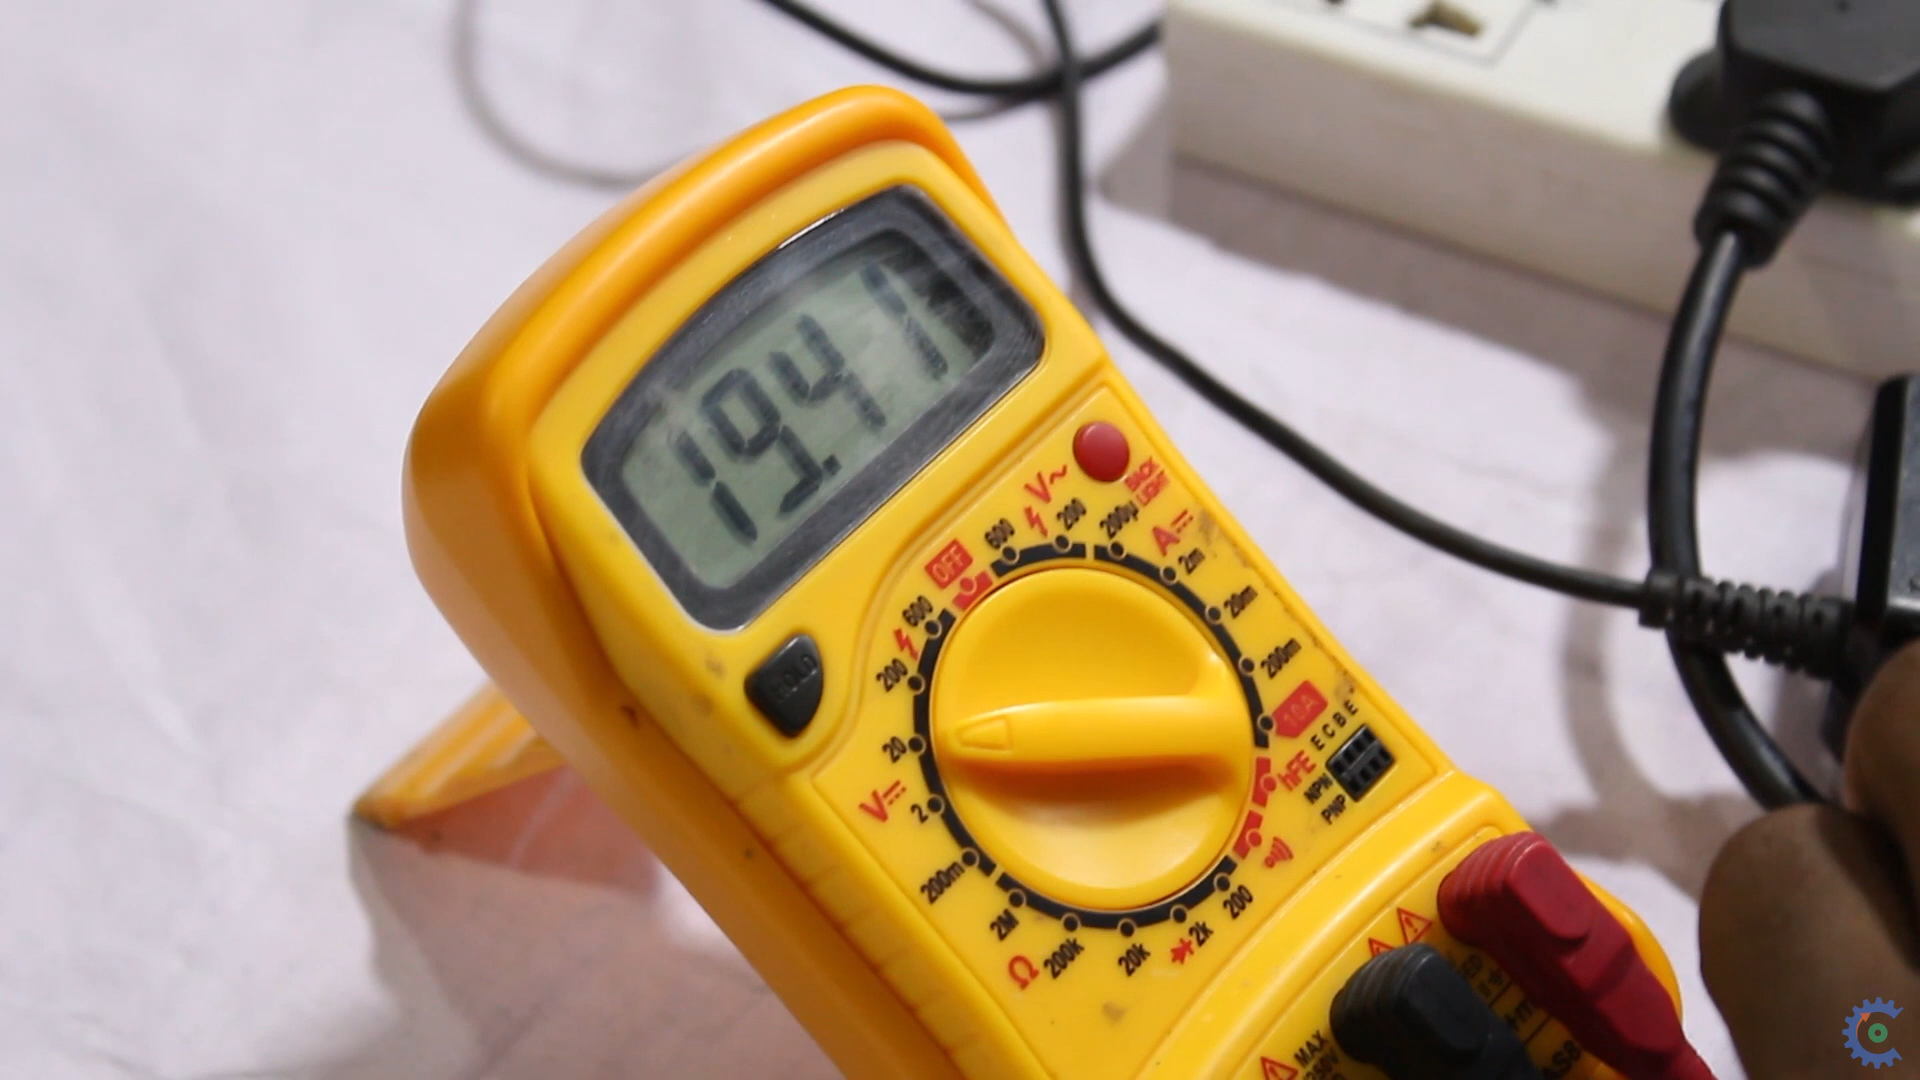 19.41
HOLD
BACK
LIGHT
OFF
V~
600
200
200µ
A⎓
2m
20m
200m
10A
E C B E
hFE
NPN
PNP
600
200
20
V⎓
2
200m
2M
Ω
200k
20k
2k
200
MAX